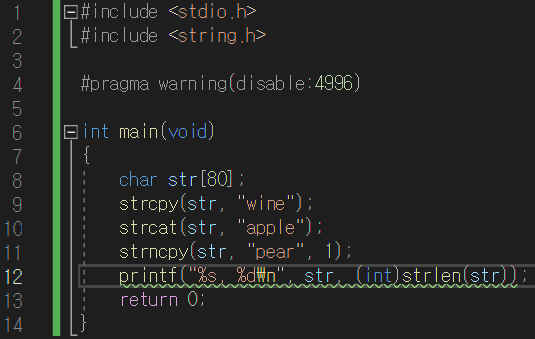 1 #include <stdio.h>
2 #include <string.h>
3
4 #pragma warning(disable:4996)
5
6 int main(void)
7 {
8 char str[80];
9 strcpy(str, "wine");
10 strcat(str, "apple");
11 strncpy(str, "pear", 1);
12 printf("%s, %d₩n", str, (int)strlen(str));
13 return 0;
14 }